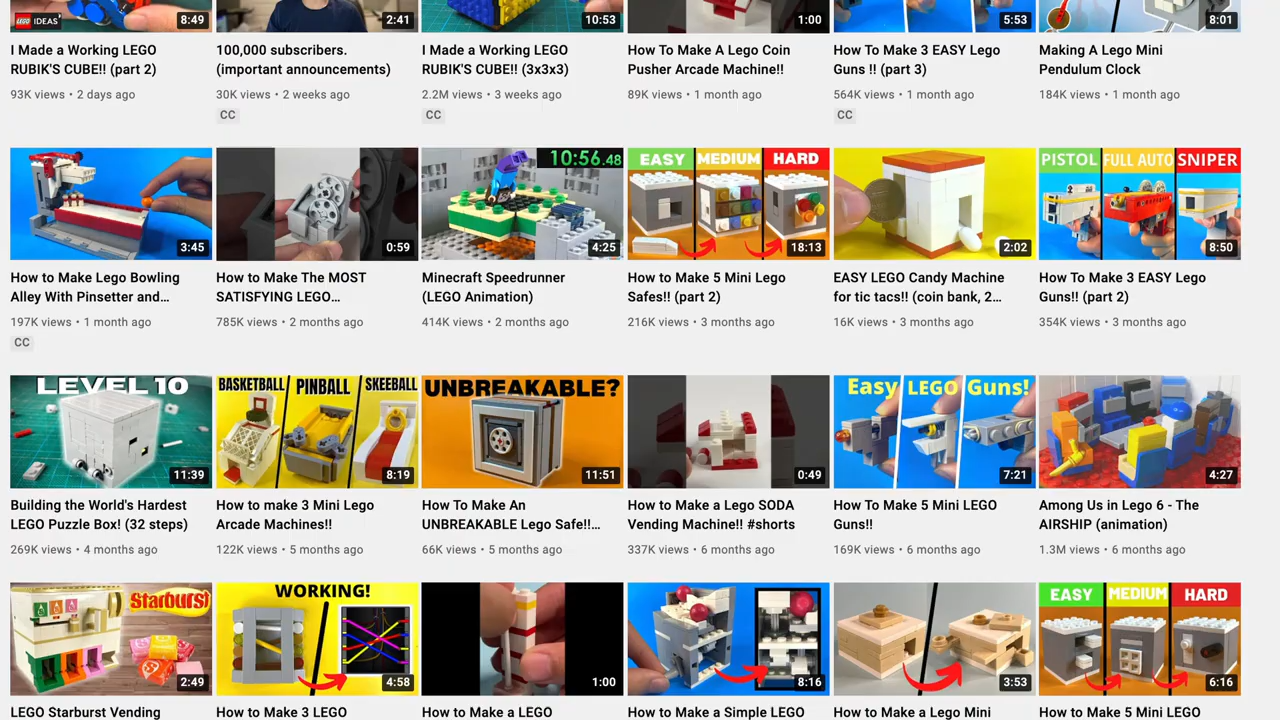 LEGO IDEAS
8:49
2:41
10:53
1:00
5:53
8:01
I Made a Working LEGO
RUBIK'S CUBE!! (part 2)
93K views • 2 days ago
100,000 subscribers.
(important announcements)
30K views • 2 weeks ago
CC
I Made a Working LEGO
RUBIK'S CUBE!! (3x3x3)
2.2M views • 3 weeks ago
CC
How To Make A Lego Coin
Pusher Arcade Machine!!
89K views • 1 month ago
How To Make 3 EASY Lego
Guns !! (part 3)
564K views • 1 month ago
CC
Making A Lego Mini
Pendulum Clock
184K views • 1 month ago
3:45
How to Make Lego Bowling
Alley With Pinsetter and…
197K views • 1 month ago
CC
0:59
How to Make The MOST
SATISFYING LEGO…
785K views • 2 months ago
10:56.48
4:25
Minecraft Speedrunner
(LEGO Animation)
414K views • 2 months ago
EASY MEDIUM HARD
18:13
How to Make 5 Mini Lego
Safes!! (part 2)
216K views • 3 months ago
2:02
EASY LEGO Candy Machine
for tic tacs!! (coin bank, 2…
16K views • 3 months ago
PISTOL FULL AUTO SNIPER
8:50
How To Make 3 EASY Lego
Guns!! (part 2)
354K views • 3 months ago
LEVEL 10
11:39
Building the World's Hardest
LEGO Puzzle Box! (32 steps)
269K views • 4 months ago
BASKETBALL PINBALL SKEEBALL
8:19
How to make 3 Mini Lego
Arcade Machines!!
122K views • 5 months ago
UNBREAKABLE?
11:51
How To Make An
UNBREAKABLE Lego Safe!!…
66K views • 5 months ago
0:49
How to Make a Lego SODA
Vending Machine!! #shorts
337K views • 6 months ago
Easy LEGO Guns!
7:21
How To Make 5 Mini LEGO
Guns!!
169K views • 6 months ago
4:27
Among Us in Lego 6 - The
AIRSHIP (animation)
1.3M views • 6 months ago
Starburst
2:49
LEGO Starburst Vending
WORKING!
4:58
How to Make 3 LEGO
1:00
How to Make a LEGO
8:16
How to Make a Simple LEGO
3:53
How to Make a Lego Mini
EASY MEDIUM HARD
6:16
How to Make 5 Mini LEGO